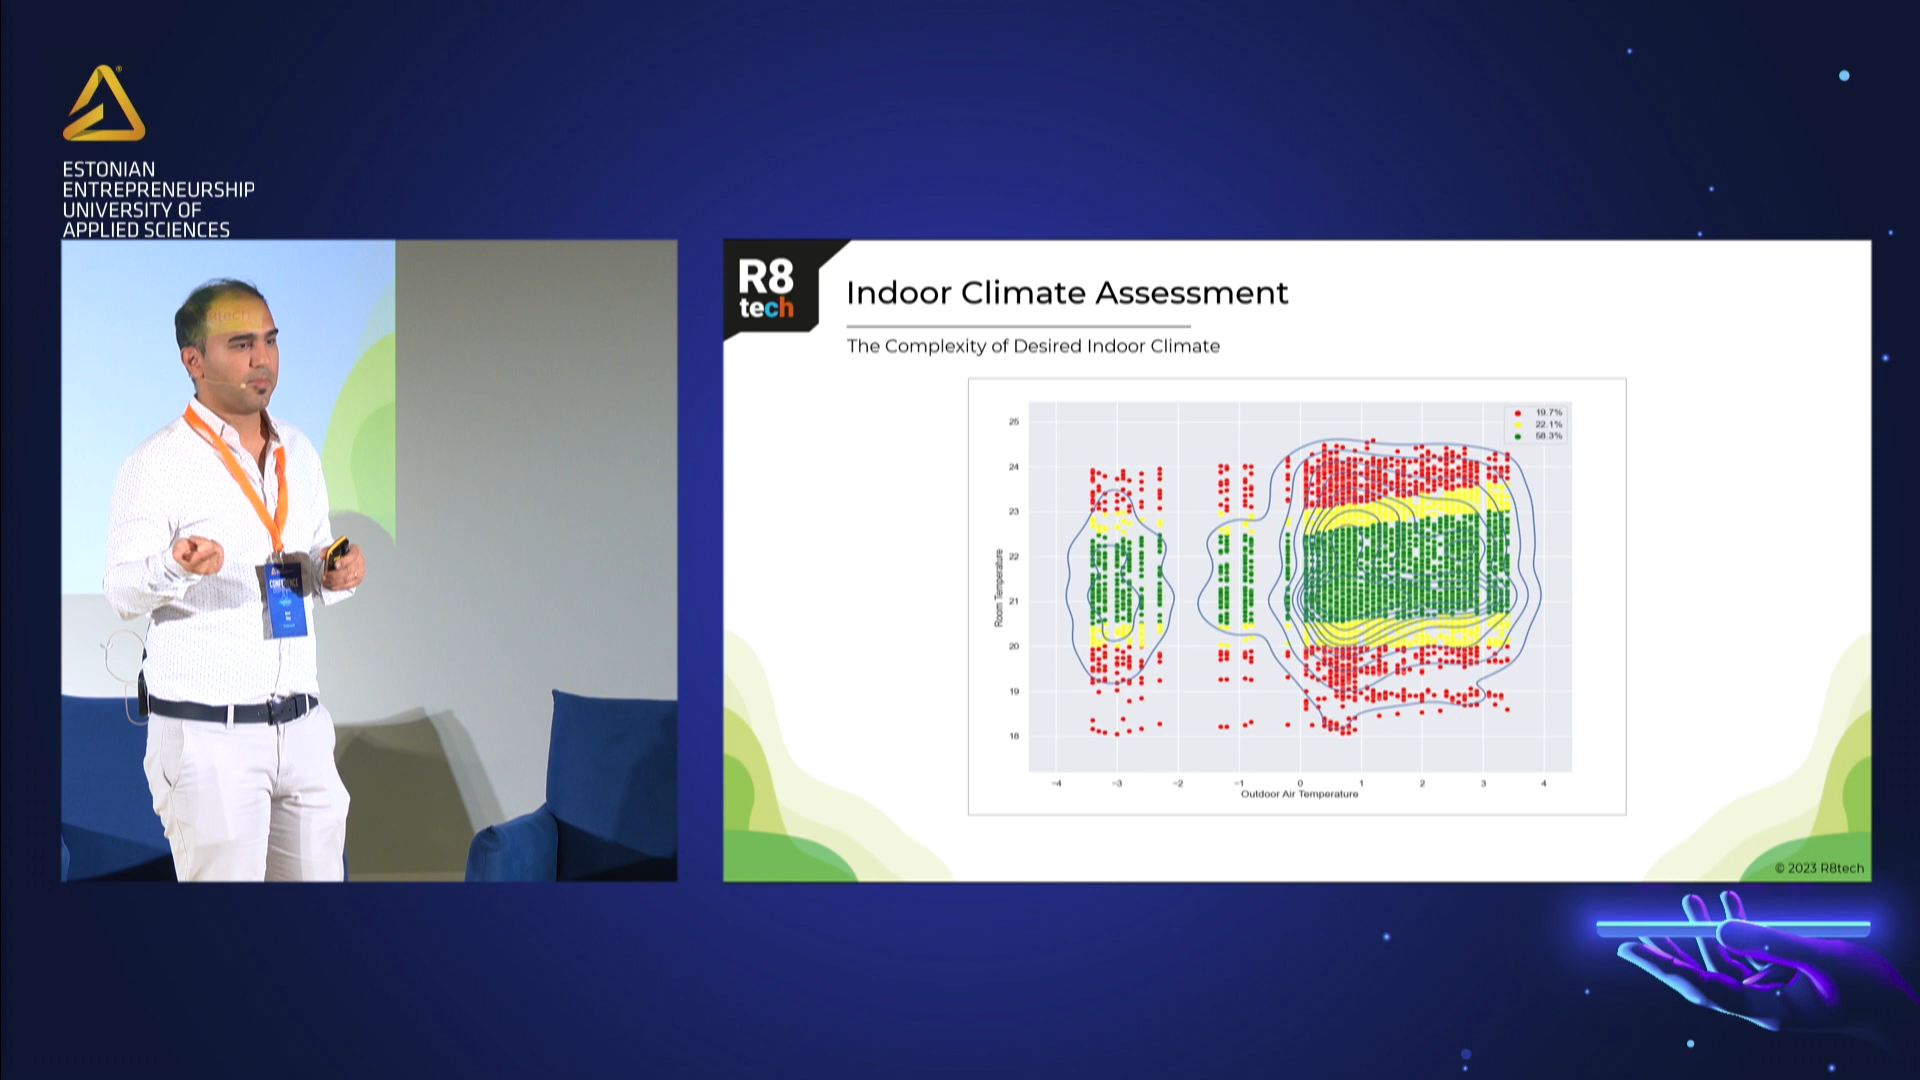 ESTONIAN
ENTREPRENEURSHIP
UNIVERSITY OF
APPLIED SCIENCES
R8
tech
Indoor Climate Assessment
The Complexity of Desired Indoor Climate
19.7%
22.1%
58.3%
25
24
23
22
21
20
19
18
Room Temperature
-4
-3
-2
-1
0
1
2
3
4
Outdoor Air Temperature
© 2023 R8tech
CONFERENCE